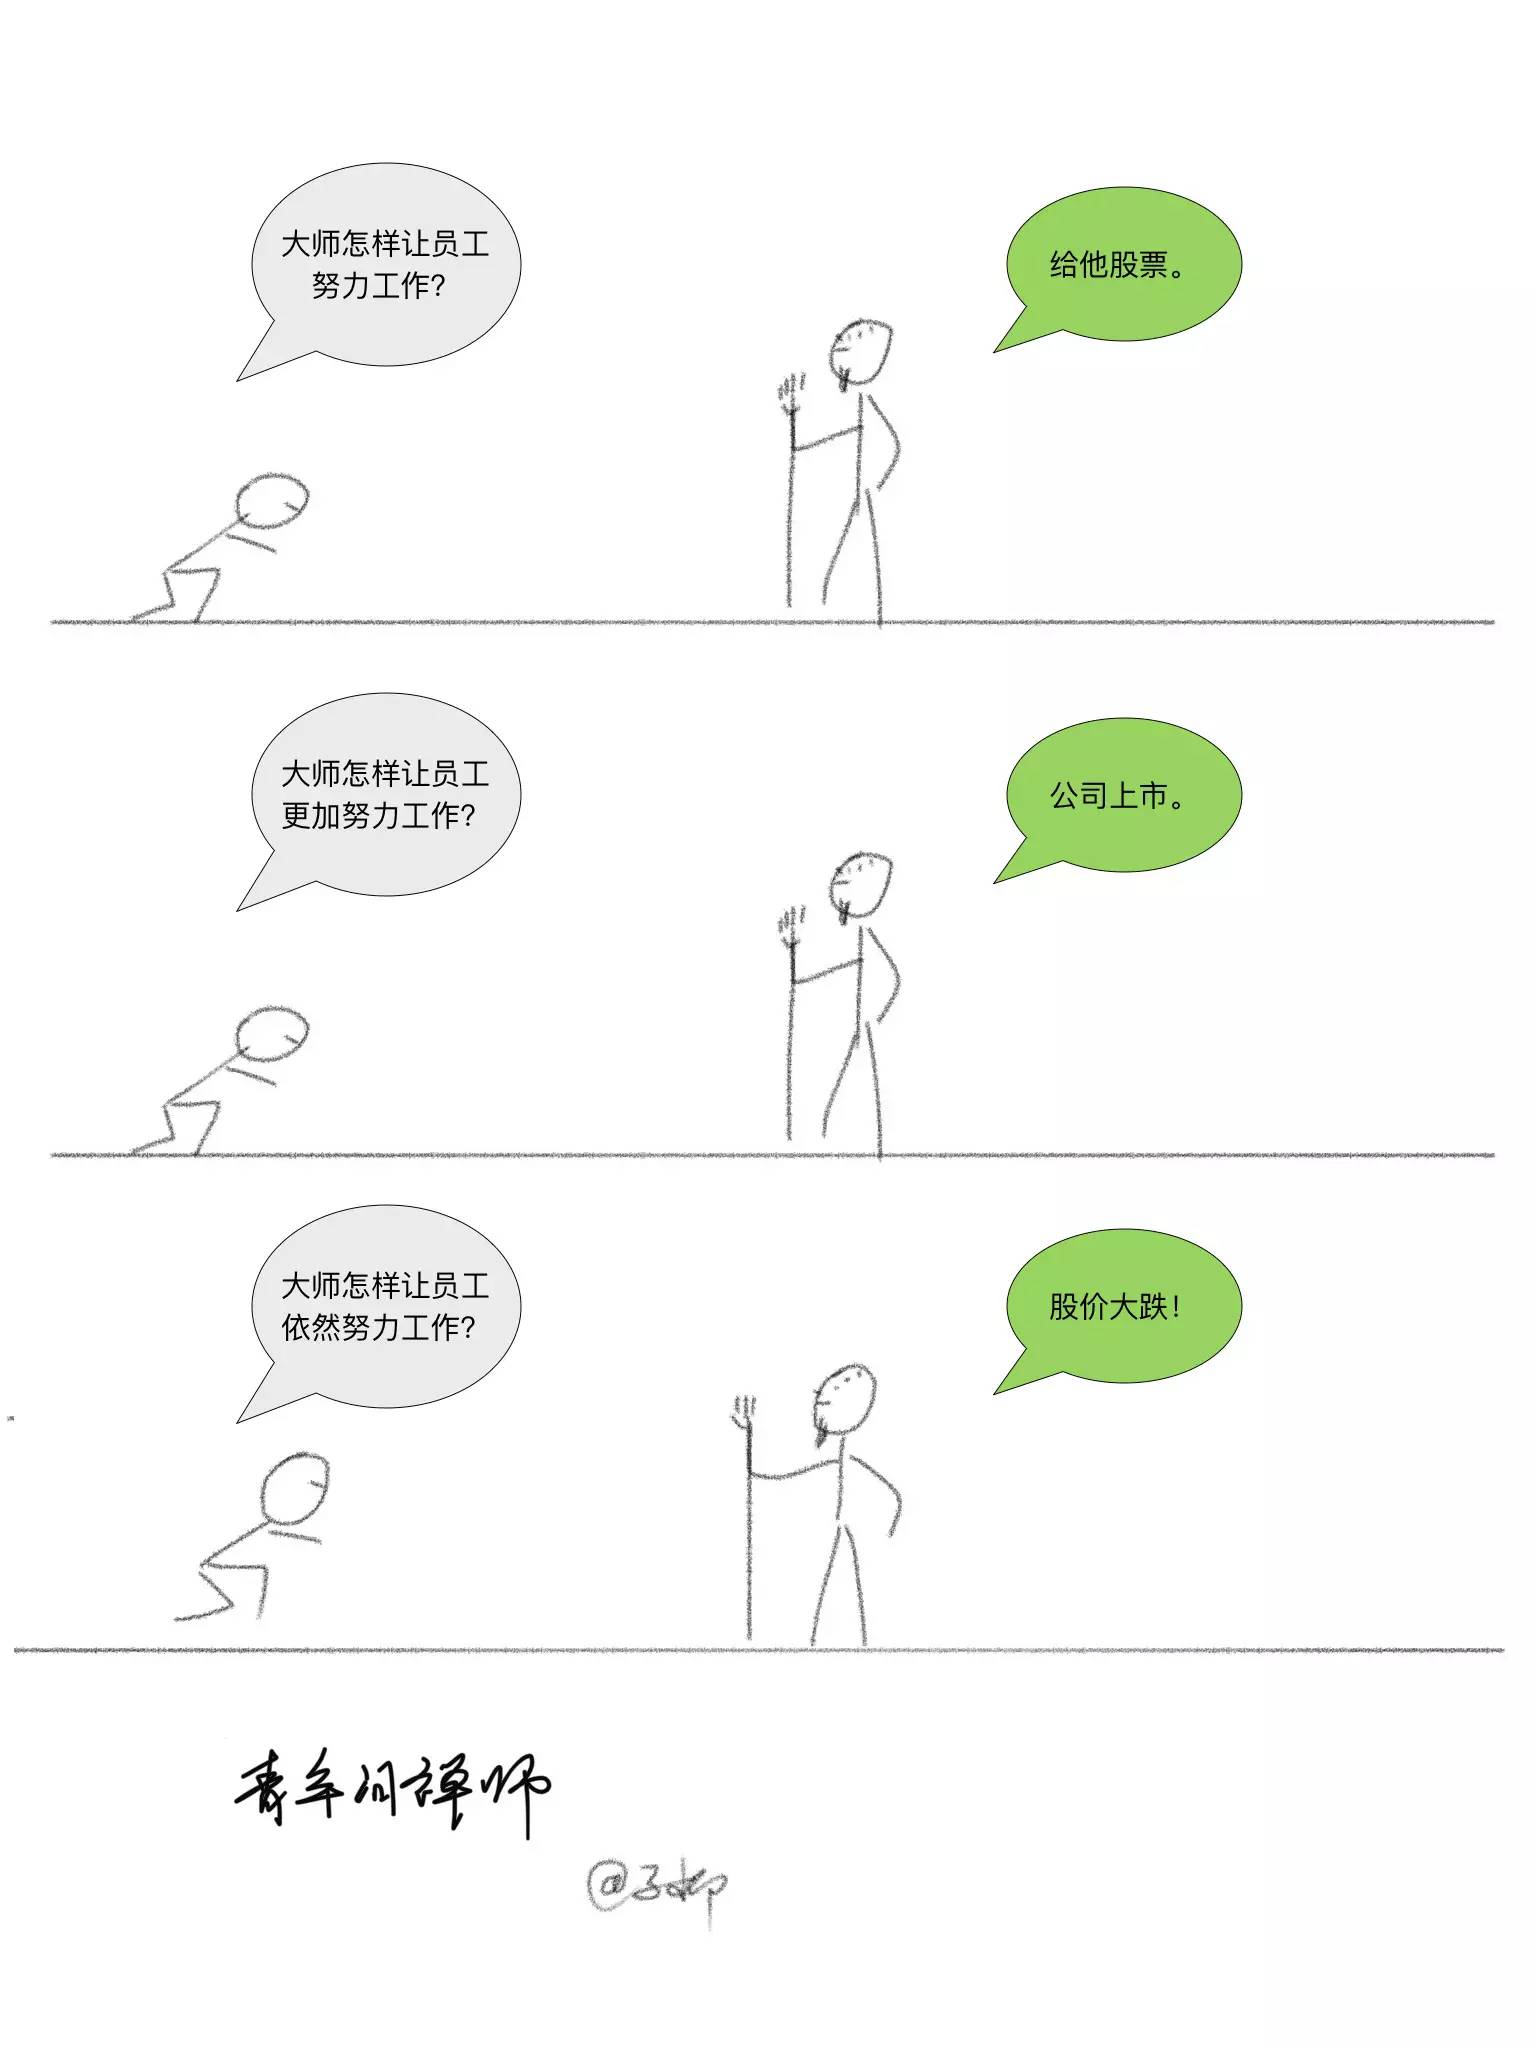 大师怎样让员工
努力工作？
给他股票。
大师怎样让员工
更加努力工作？
公司上市。
大师怎样让员工
依然努力工作？
股价大跌！
青年问禅师
@子柳